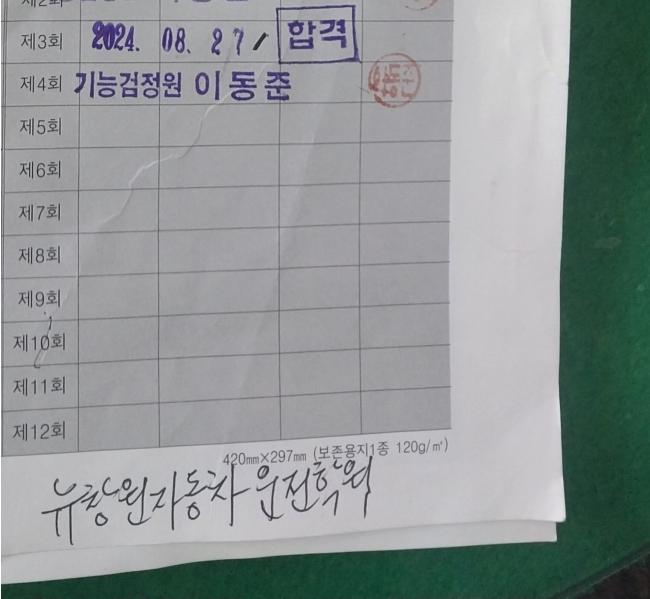 제3회 2024. 08. 27 / 합격
제4회 기능검정원 이동준
제5회
제6회
제7회
제8회
제9회
제10회
제11회
제12회
420mm×297mm (보존용지1종 120g/㎡)
뉴창원자동차운전학원